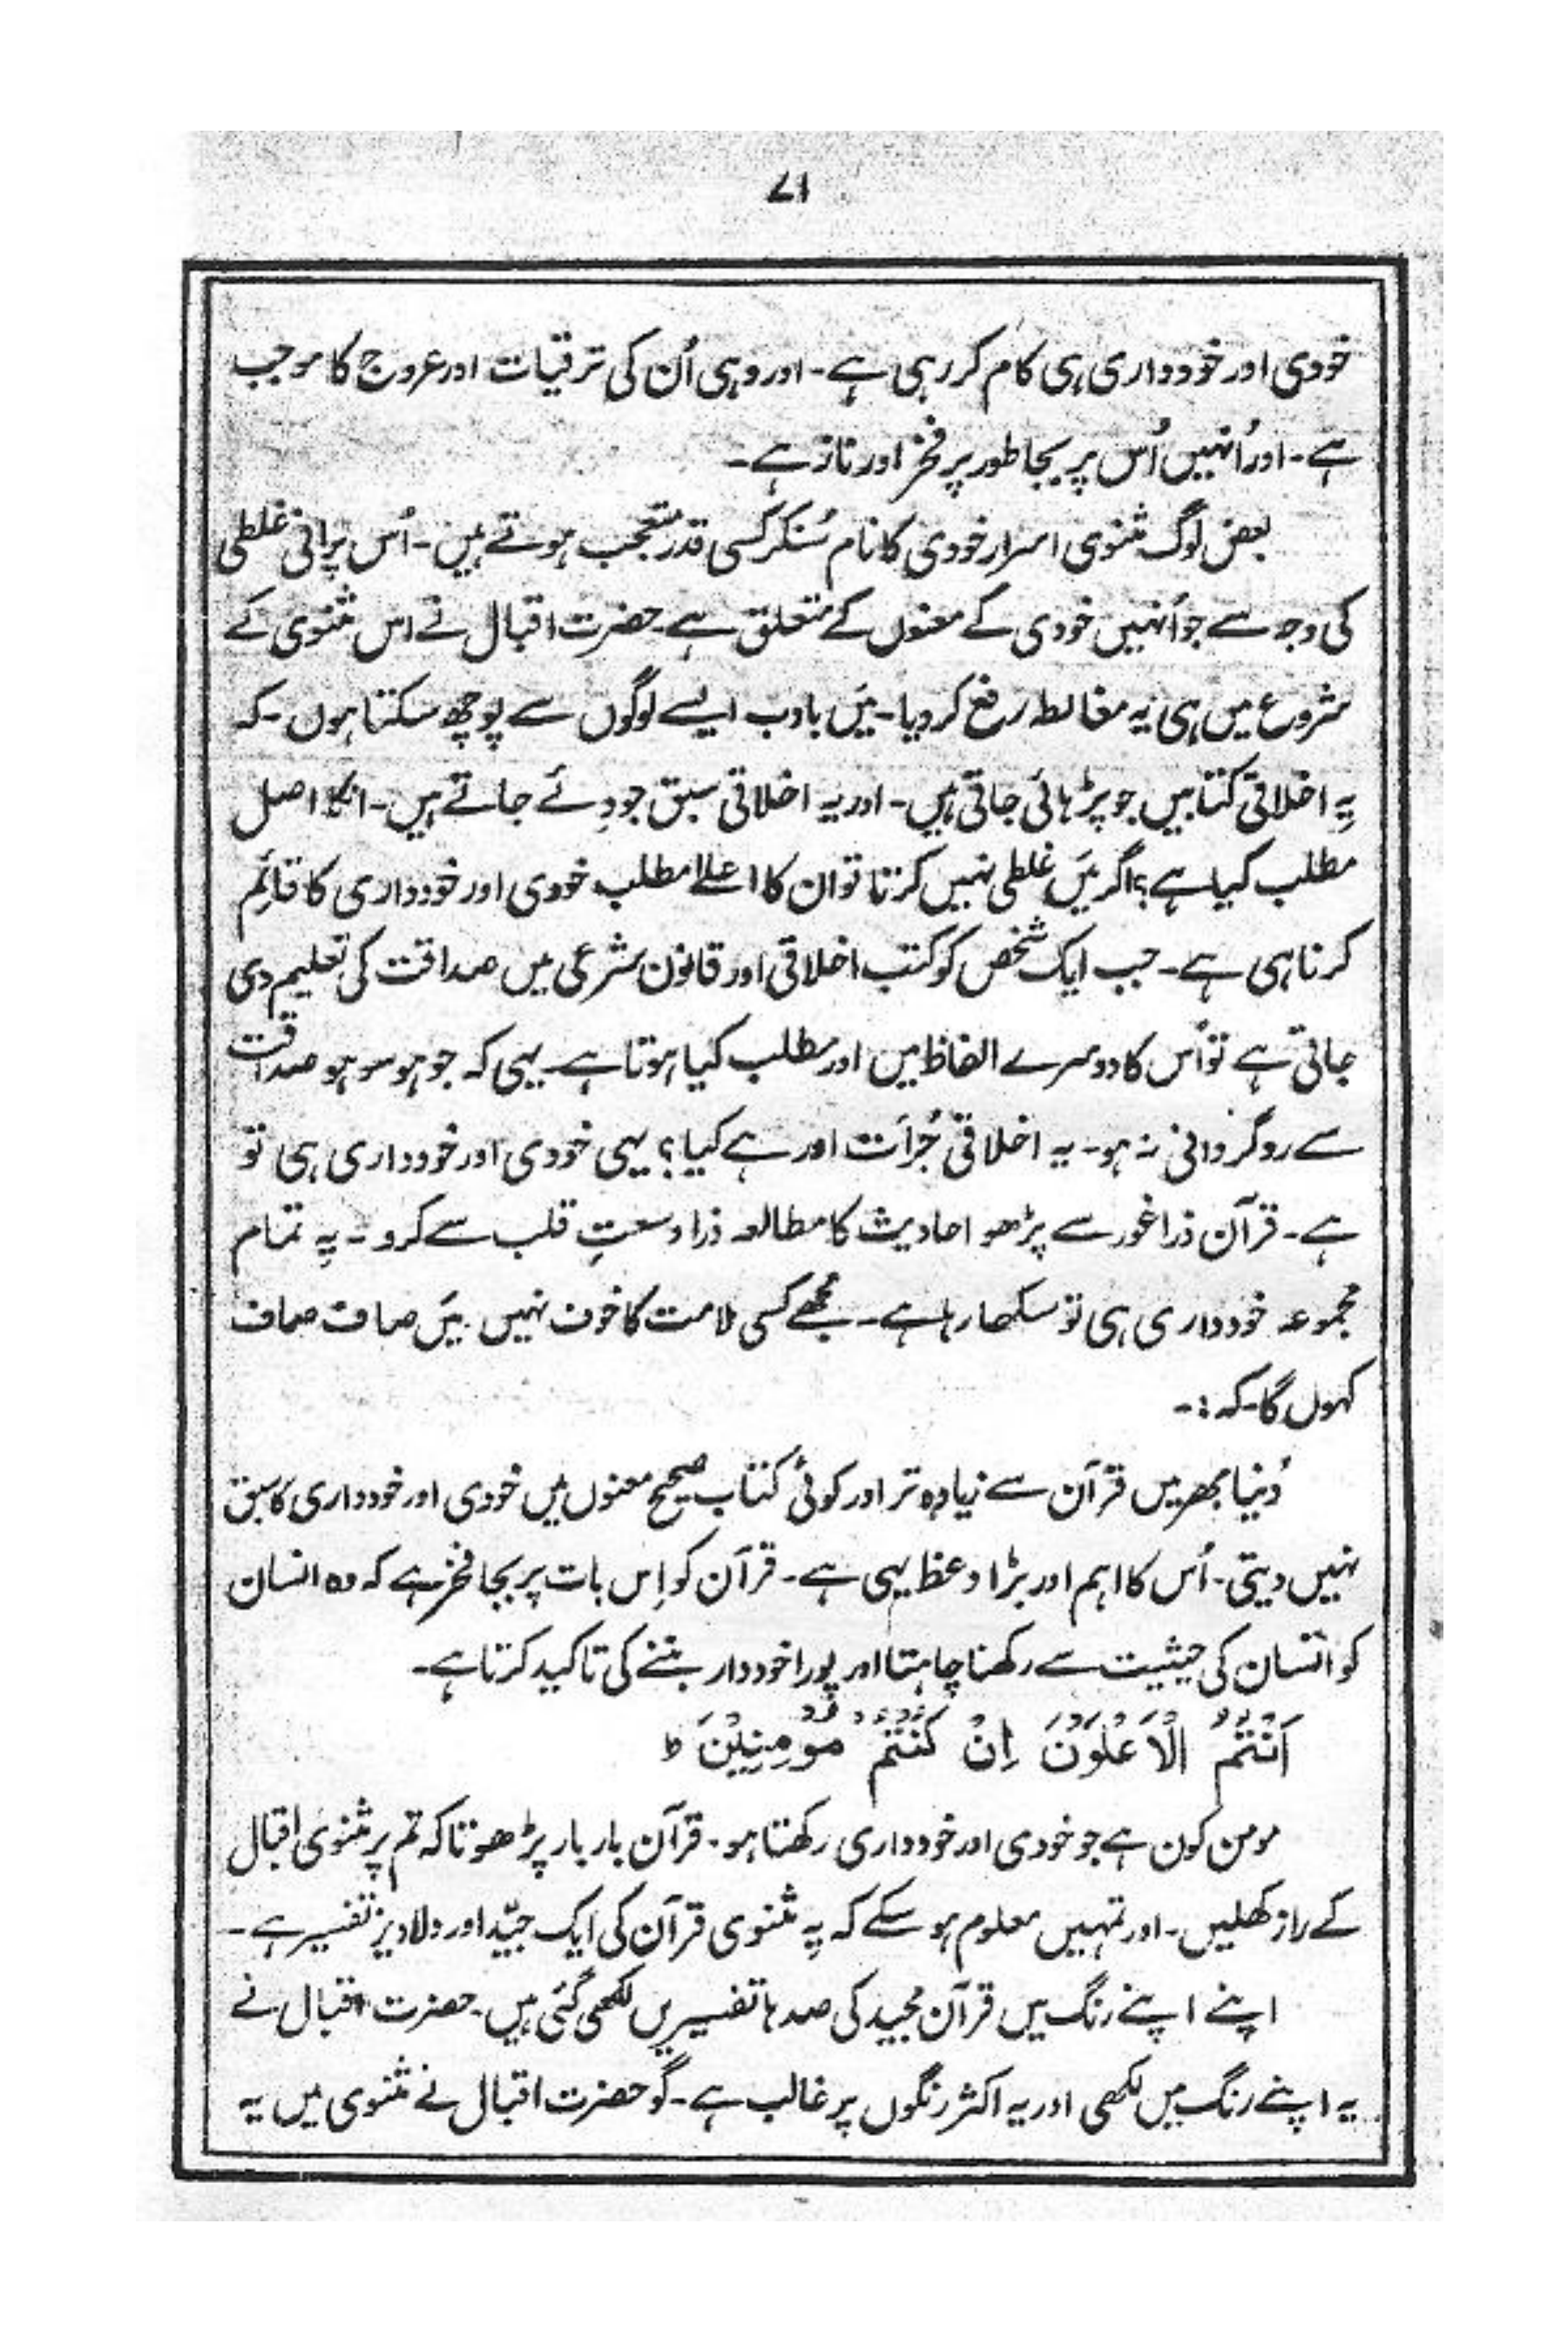 ۷۱
خودی اور خودداری ہی کام کر رہی ہے۔ اور وہی اُن کی ترقیات اور عروج کا موجب
ہے۔ اور اُنہیں اُس پر بجا طور پر فخر اور ناز ہے۔
بعض لوگ مثنوی اسرار خودی کا نام سُنکر کسی قدر متعجب ہوتے ہیں۔ اُس پرانی غلطی
کی وجہ سے جو اُنہیں خودی کے معنوں کے متعلق ہے۔ حضرت اقبال نے اس مثنوی کے
شروع میں ہی یہ مغالطہ رفع کر دیا۔ میَں بادب ایسے لوگوں سے پوچھ سکتا ہوں۔ کہ
یِہ اخلاقی کتابیں جو پڑہائی جاتی ہیں۔ اور یہ اخلاقی سبق جو دِئے جاتے ہیں۔ انکا اصل
مطلب کیا ہے؟ اگر میَں غلطی نہیں کرتا تو ان کا اعلےٰ مطلب خودی اور خودداری کا قائِم
کرنا ہی ہے۔ جب ایک شخص کو کتب اخلاقی اور قانون شرعی میں صداقت کی تعلیم دی
جاتی ہے تو اُس کا دوسرے الفاظ میں اور مطلب کیا ہوتا ہے یہی کہ جو ہو سو ہو صداقت
سے روگردانی نہ ہو۔ یہ اخلاقی جُرأت اور ہے کیا؟ یہی خودی اور خودداری ہی تو
ہے۔ قرآن ذرا غور سے پڑھو احادیث کا مطالعہ ذرا وسعتِ قلب سے کرو۔ یِہ تمام
مجموعہ خودداری ہی تو سکھا رہا ہے۔ مجھے کسی ملامت کا خوف نہیں۔ میَں صاف صاف
کہوں گا۔ کہ :۔
دُنیا بھر میں قرآن سے زیادہ تر اور کوئی کتاب صحیح معنوں میں خودی اور خودداری کا سبق
نہیں دیتی۔ اُس کا اہم اور بڑا وعظ یہی ہے۔ قرآن کو اِس بات پر بجا فخر ہے کہ وہ انسان
کو انسان کی حیثیت سے رکھنا چاہتا اور پورا خوددار بننے کی تاکید کرتا ہے۔
اَنْتُمُ الْاَعْلَوْنَ اِنْ كُنْتُمْ مُوْمِنِیْنَ ط
مومن کون ہے جو خودی اور خودداری رکھتا ہو۔ قرآن بار بار پڑھو تاکہ تم پر مثنوی اقبال
کے راز کھلیں۔ اور تمہیں معلوم ہو سکے کہ یِہ مثنوی قرآن کی ایک جیّد اور دلاویز تفسیر ہے۔
اپنے اپنے رنگ میں قرآن مجید کی صدہا تفسیریں لکھی گئی ہیں۔ حضرت اقبال نے
یہ اپنے رنگ میں لکھی اور یہ اکثر رنگوں پر غالب ہے۔ گو حضرت اقبال نے مثنوی میں یہ